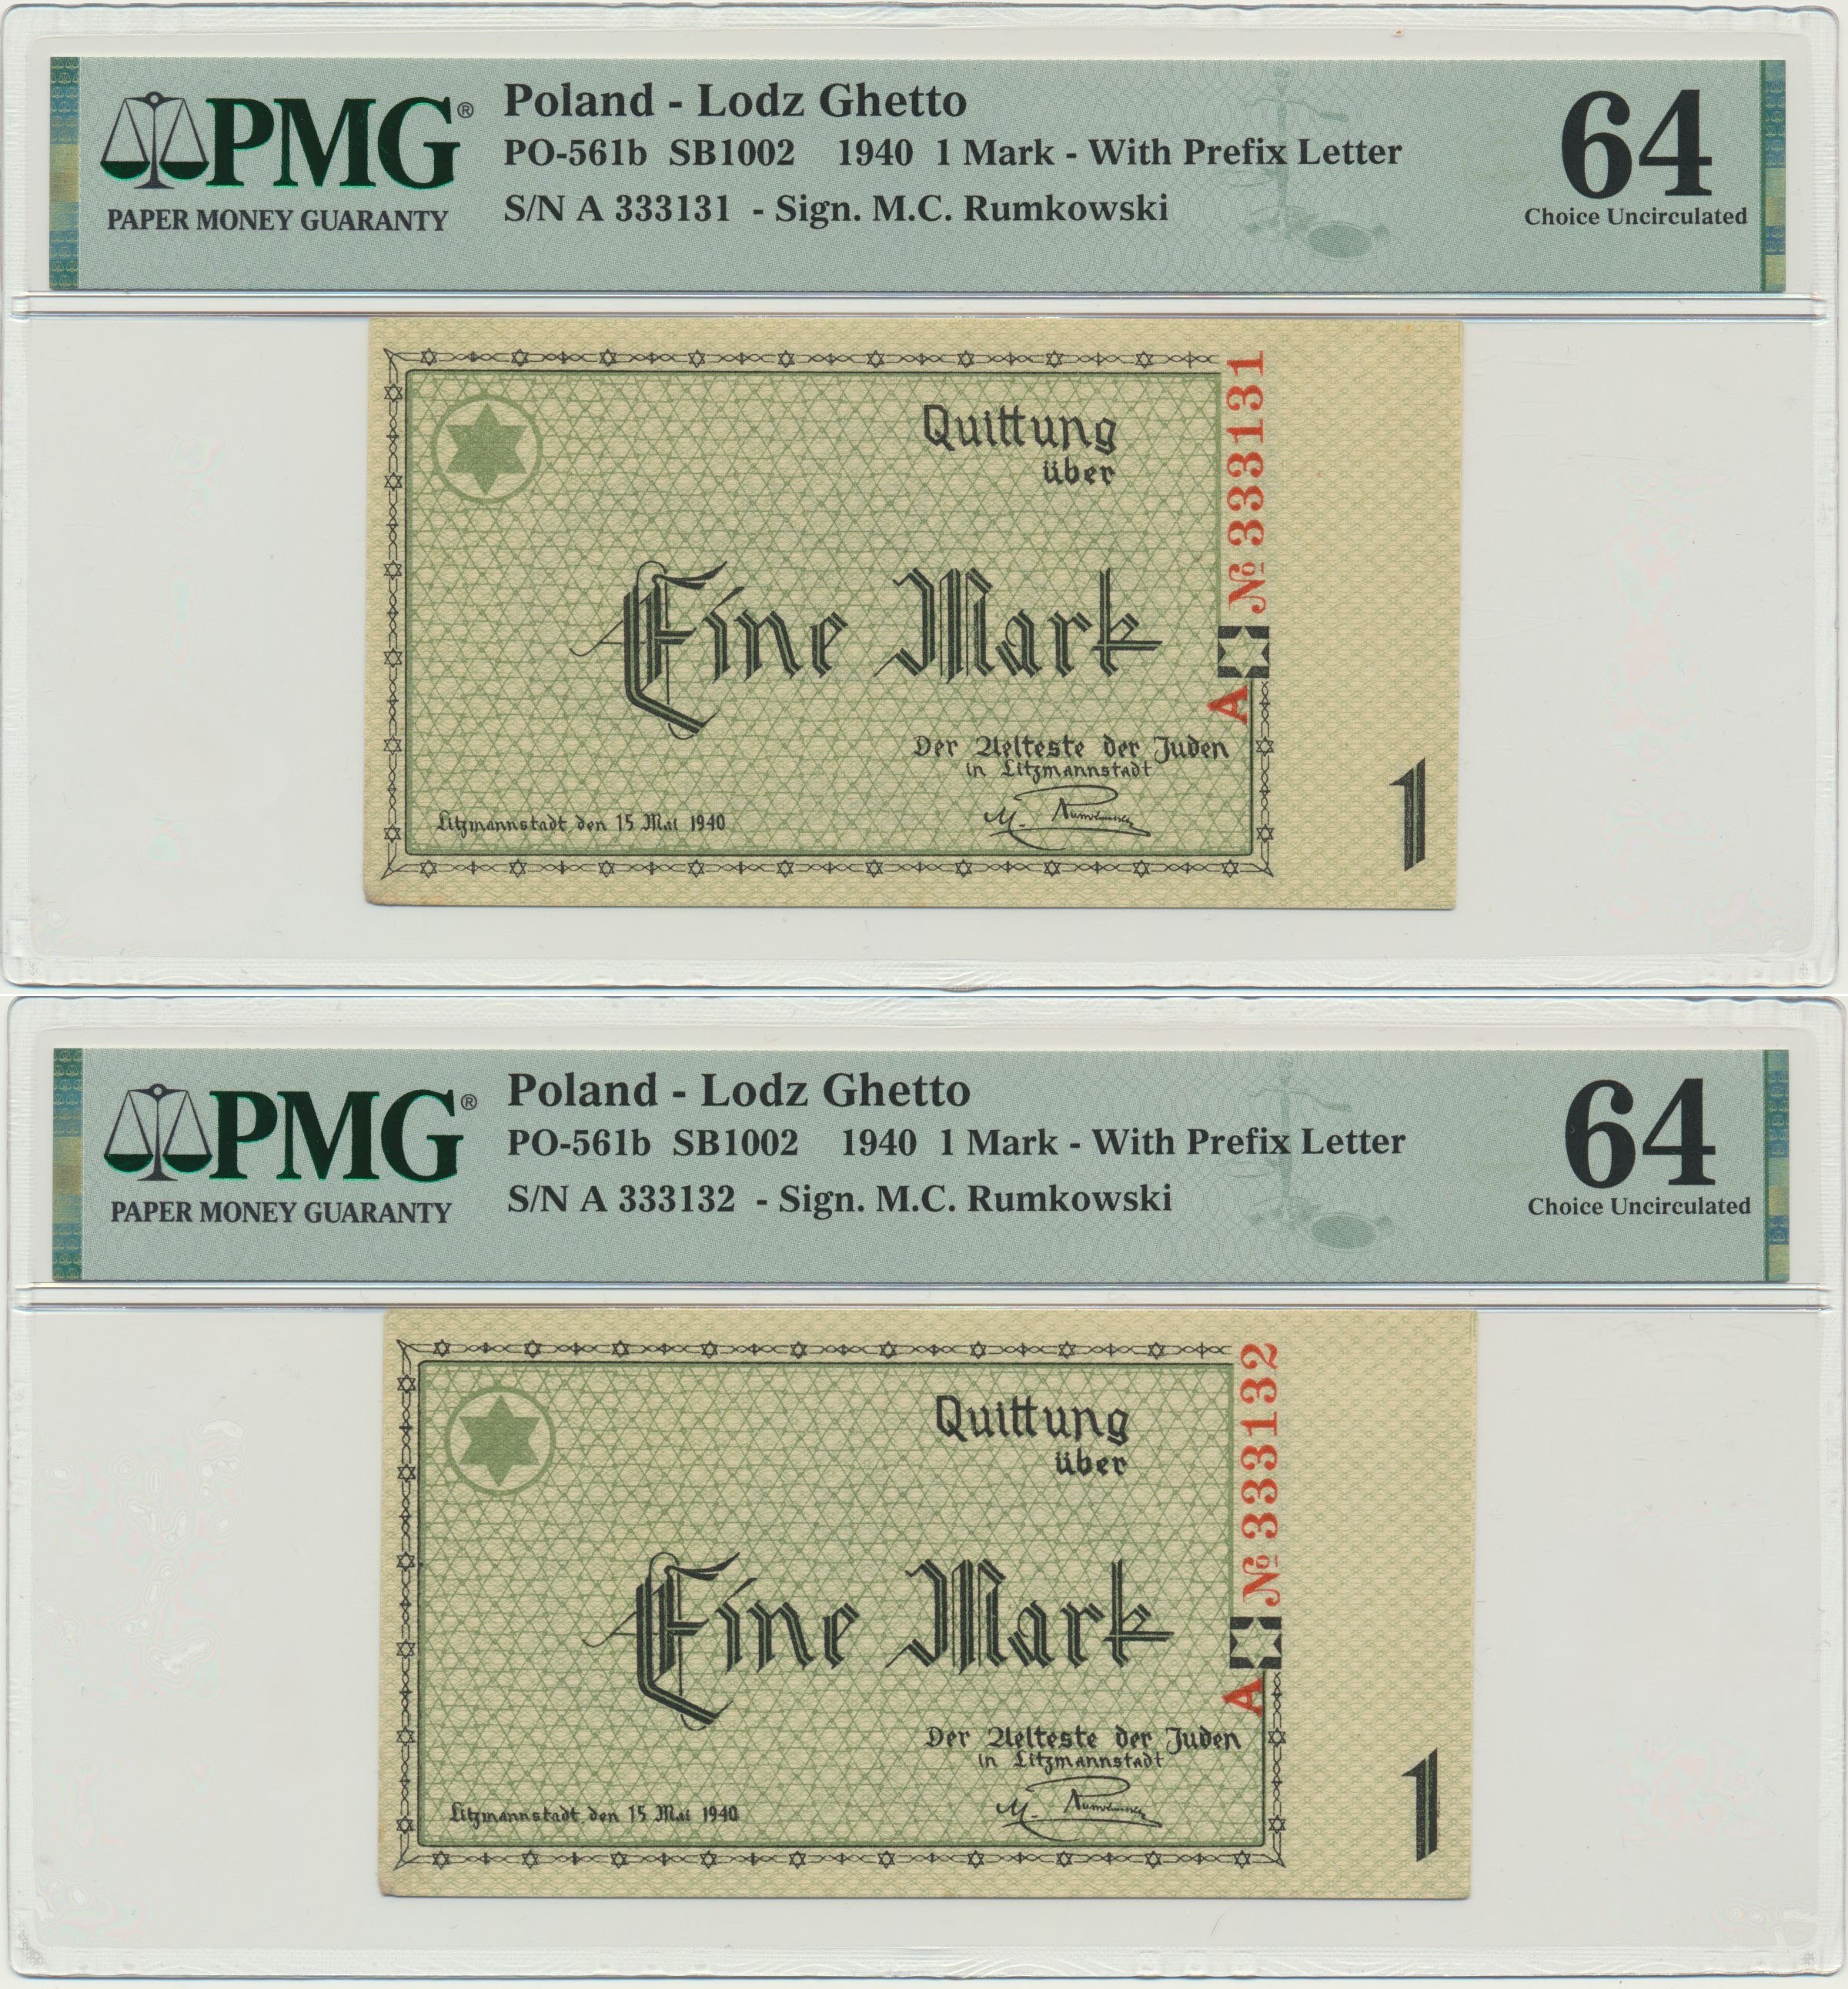 PMG®
PAPER MONEY GUARANTY
Poland - Lodz Ghetto
PO-561b SB1002 1940 1 Mark - With Prefix Letter
S/N A 333131 - Sign. M.C. Rumkowski
64
Choice Uncirculated
Quittung
über
Eine Mark
A № 333131
Der Aelteste der Juden
in Litzmannstadt
M. Rumkowski
Litzmannstadt, den 15 Mai 1940
1
PMG®
PAPER MONEY GUARANTY
Poland - Lodz Ghetto
PO-561b SB1002 1940 1 Mark - With Prefix Letter
S/N A 333132 - Sign. M.C. Rumkowski
64
Choice Uncirculated
Quittung
über
Eine Mark
A № 333132
Der Aelteste der Juden
in Litzmannstadt
M. Rumkowski
Litzmannstadt, den 15 Mai 1940
1